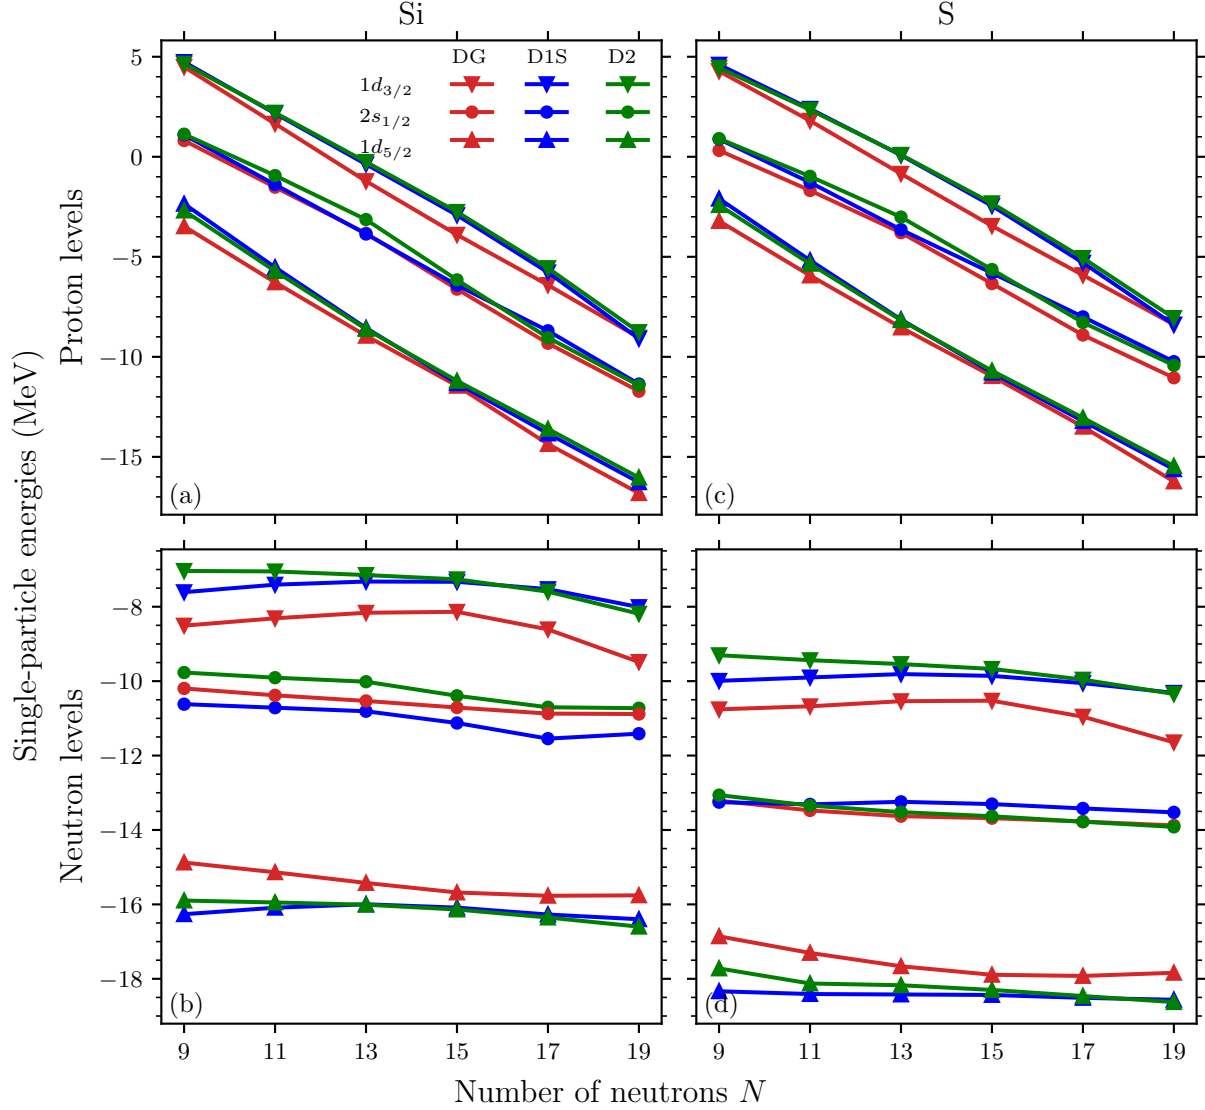 Si
S
DG D1S D2
1d3/2
2s1/2
1d5/2
5
0
−5
−10
−15
(a)
(c)
Proton levels
Single-particle energies (MeV)
−8
−10
−12
−14
−16
−18
(b)
(d)
Neutron levels
9 11 13 15 17 19
9 11 13 15 17 19
Number of neutrons N